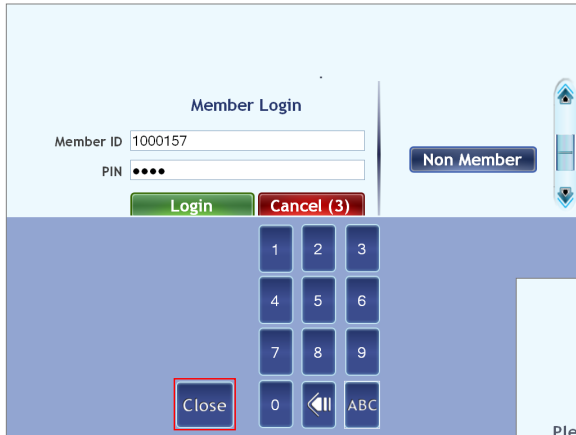 Member Login
Member ID 1000157
PIN ••••
Login Cancel (3)
Non Member
1 2 3
4 5 6
7 8 9
Close 0 ABC